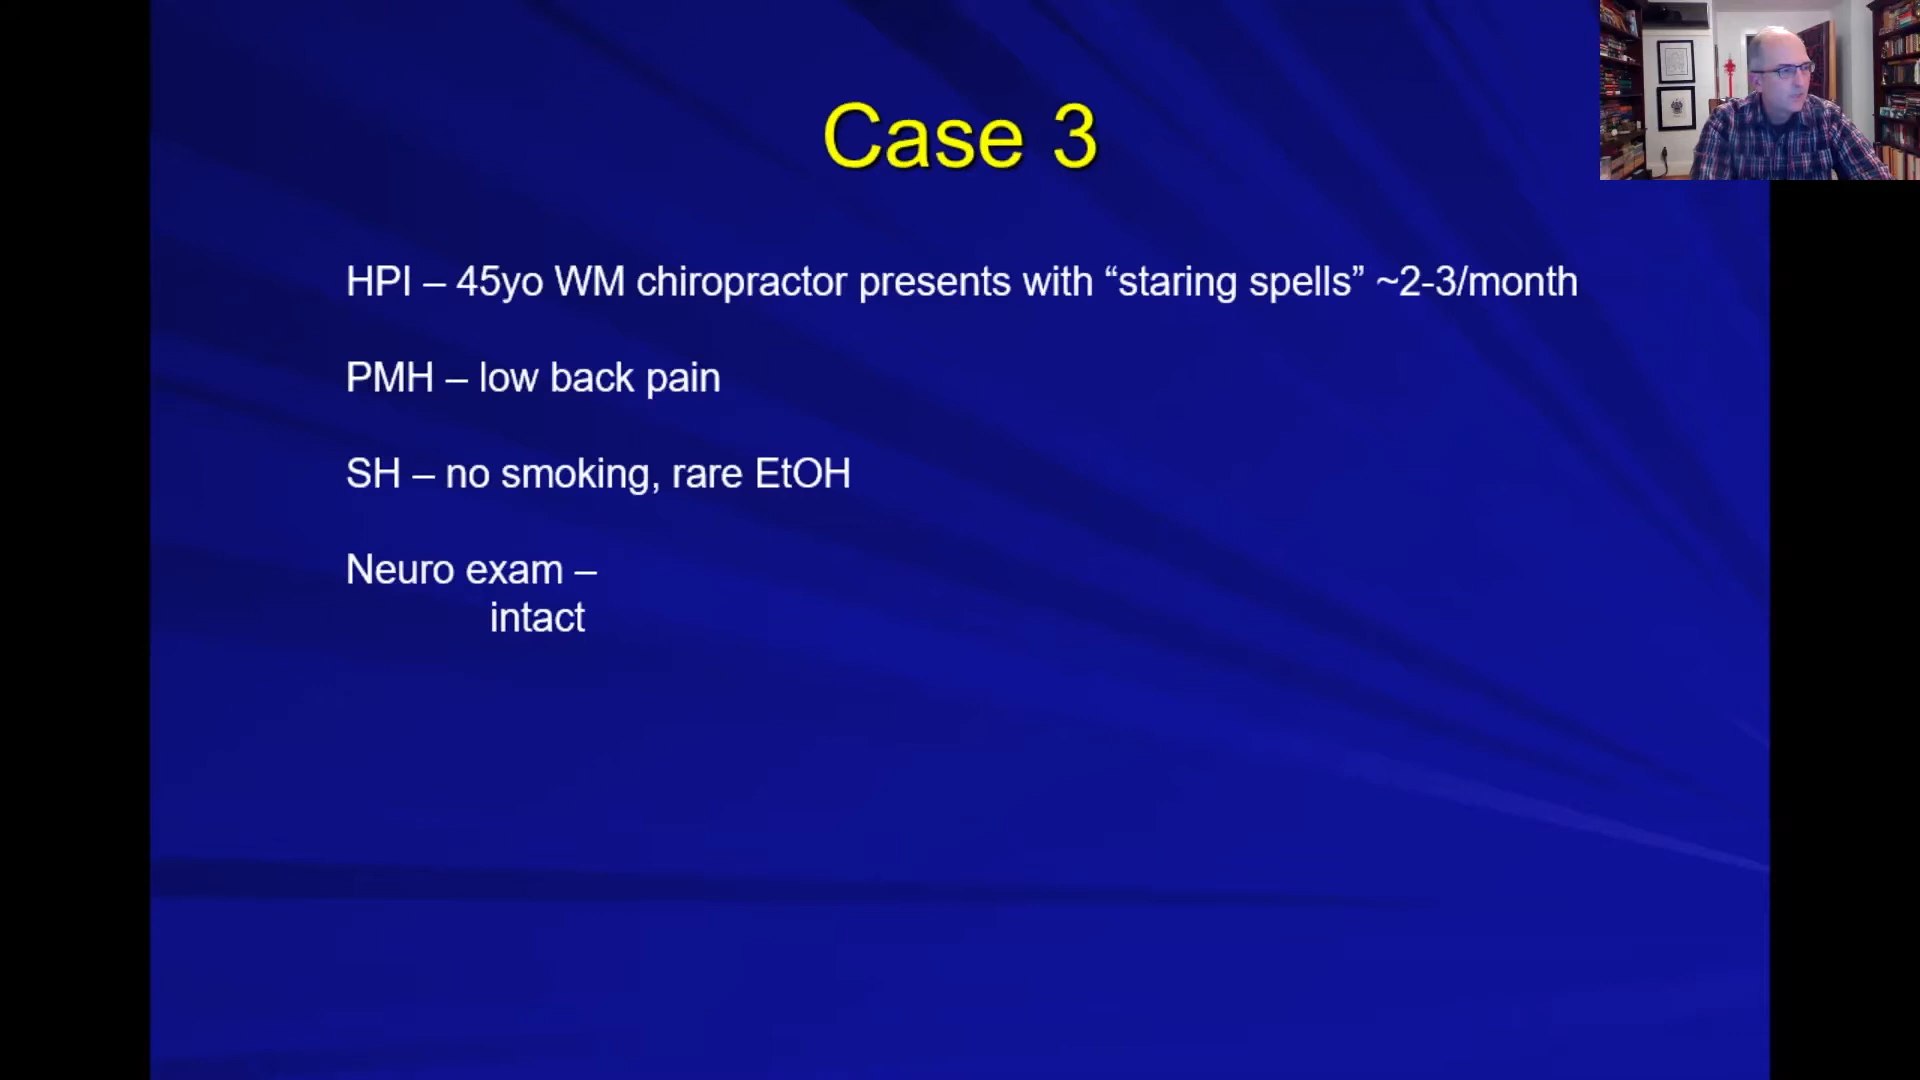 Case 3
HPI – 45yo WM chiropractor presents with “staring spells” ~2-3/month
PMH – low back pain
SH – no smoking, rare EtOH
Neuro exam –
intact